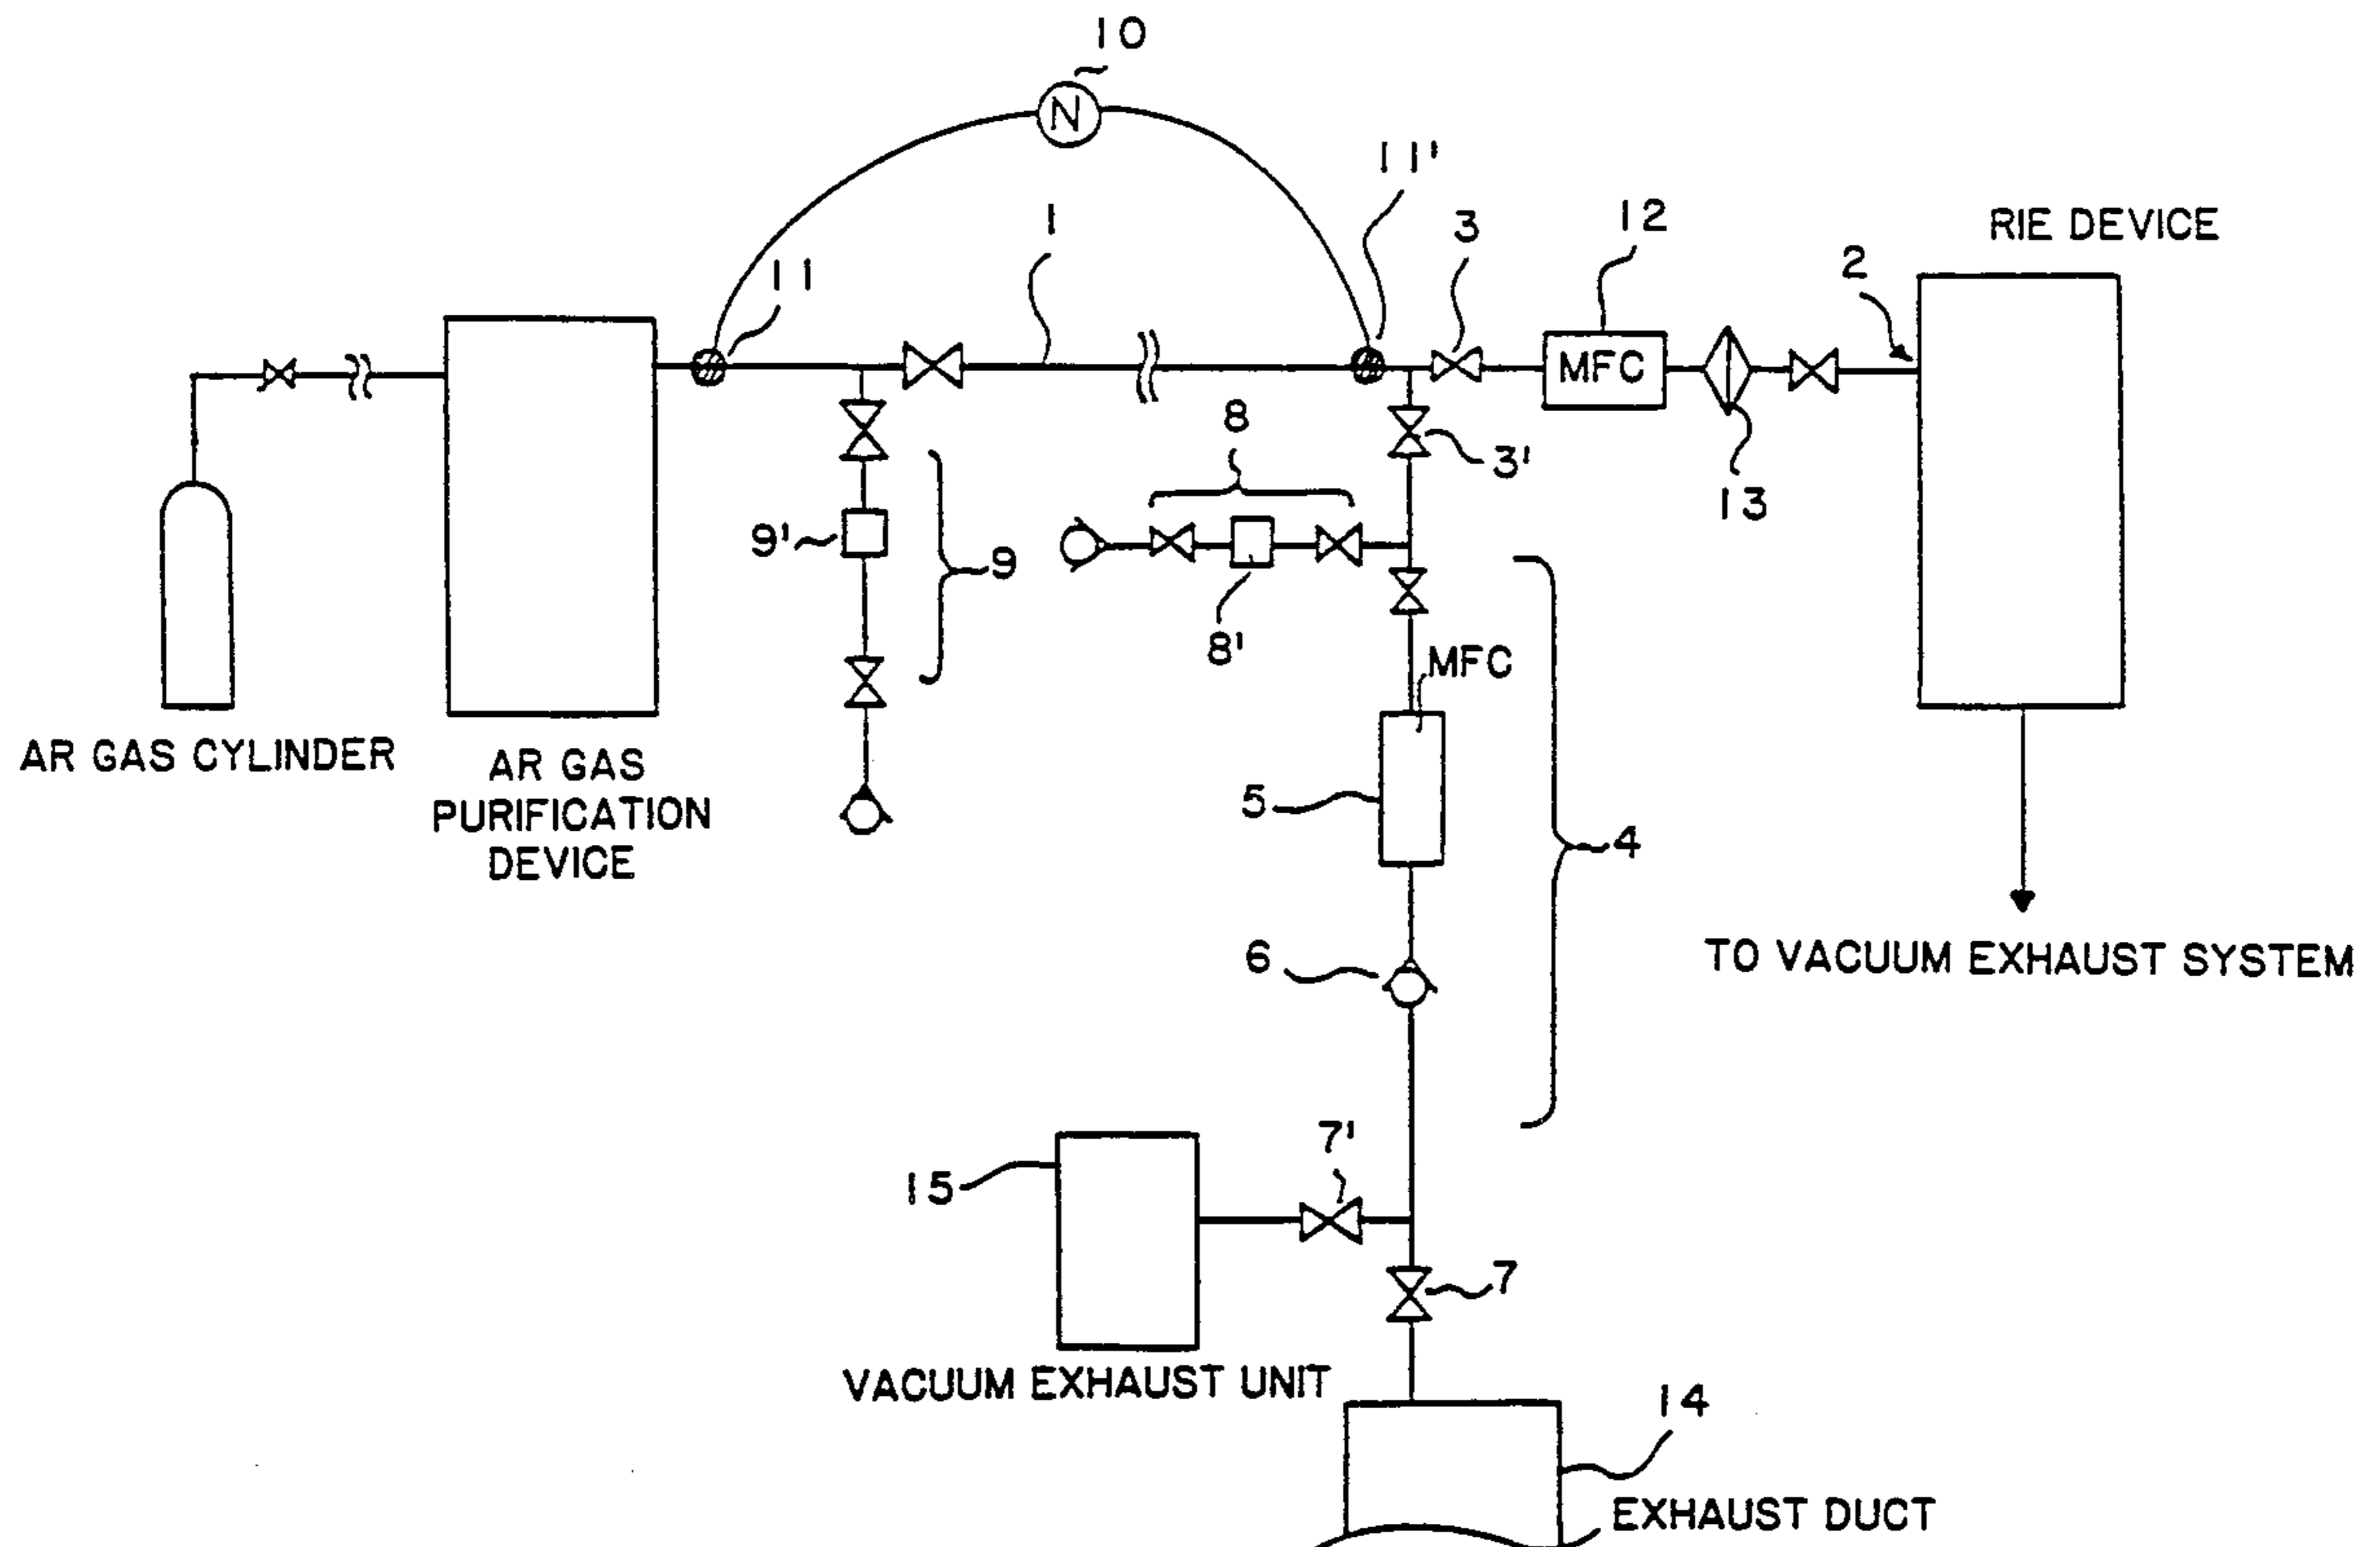 10
N
11'
1
3
12
RIE DEVICE
2
11
MFC
8
3'
13
9'
9
8'
MFC
AR GAS CYLINDER
AR GAS
PURIFICATION
DEVICE
5
4
6
TO VACUUM EXHAUST SYSTEM
7'
15
7
VACUUM EXHAUST UNIT
14
EXHAUST DUCT